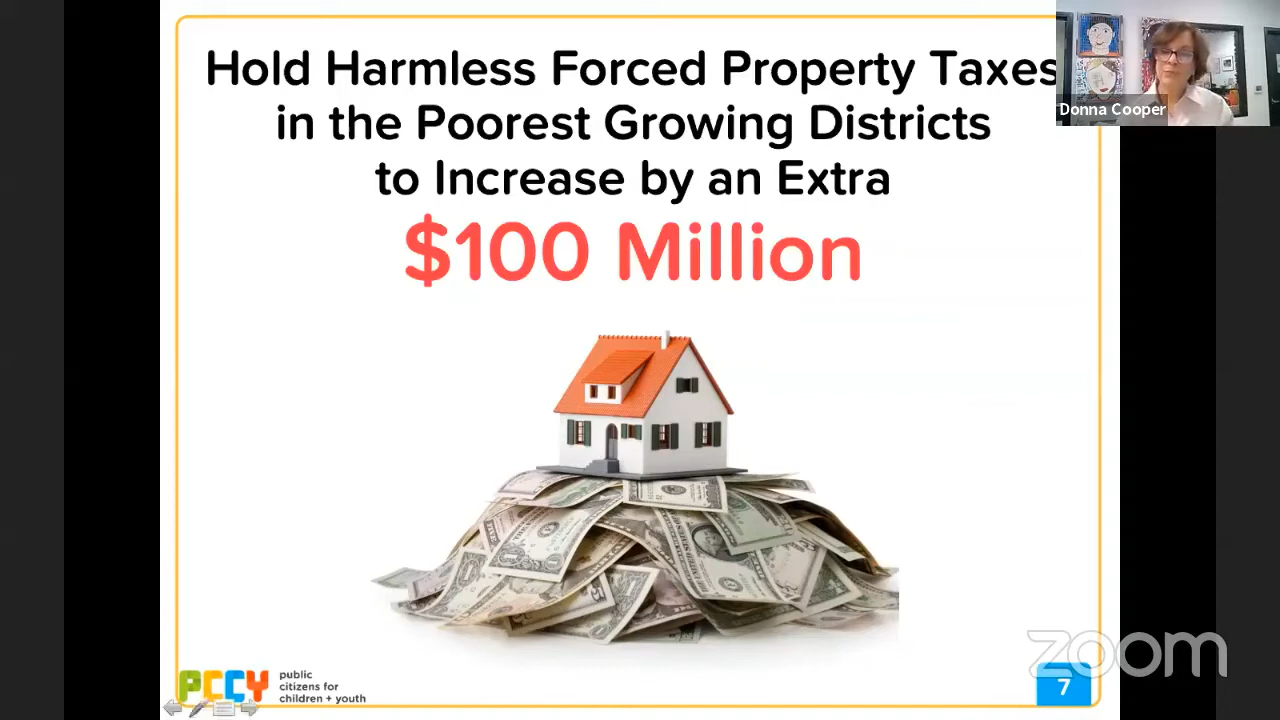 Hold Harmless Forced Property Taxes
in the Poorest Growing Districts
to Increase by an Extra
$100 Million
Donna Cooper
PCCY
public
citizens for
children + youth
zoom
7